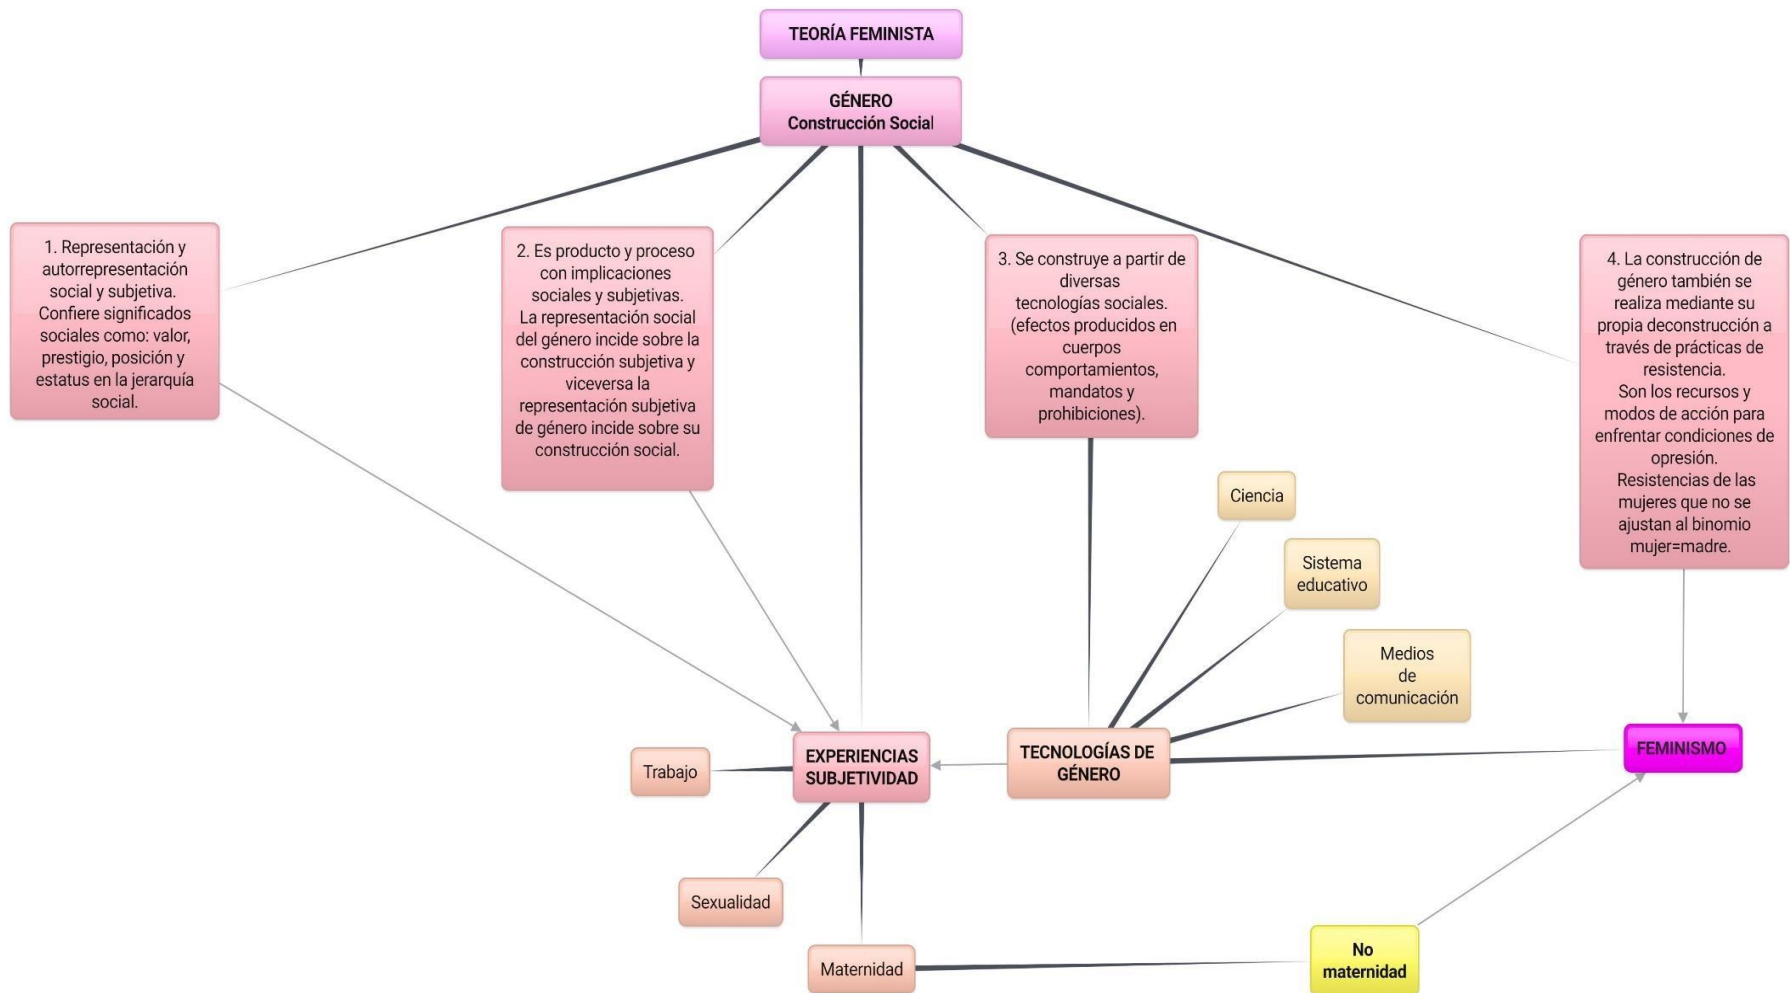 TEORÍA FEMINISTA
GÉNERO
Construcción Social
1. Representación y
autorrepresentación
social y subjetiva.
Confiere significados
sociales como: valor,
prestigio, posición y
estatus en la jerarquía
social.
2. Es producto y proceso
con implicaciones
sociales y subjetivas.
La representación social
del género incide sobre la
construcción subjetiva y
viceversa la
representación subjetiva
de género incide sobre su
construcción social.
3. Se construye a partir de
diversas
tecnologías sociales.
(efectos producidos en
cuerpos
comportamientos,
mandatos y
prohibiciones).
4. La construcción de
género también se
realiza mediante su
propia deconstrucción a
través de prácticas de
resistencia.
Son los recursos y
modos de acción para
enfrentar condiciones de
opresión.
Resistencias de las
mujeres que no se
ajustan al binomio
mujer=madre.
Ciencia
Sistema
educativo
Medios
de
comunicación
Trabajo
EXPERIENCIAS
SUBJETIVIDAD
TECNOLOGÍAS DE
GÉNERO
FEMINISMO
Sexualidad
Maternidad
No
maternidad